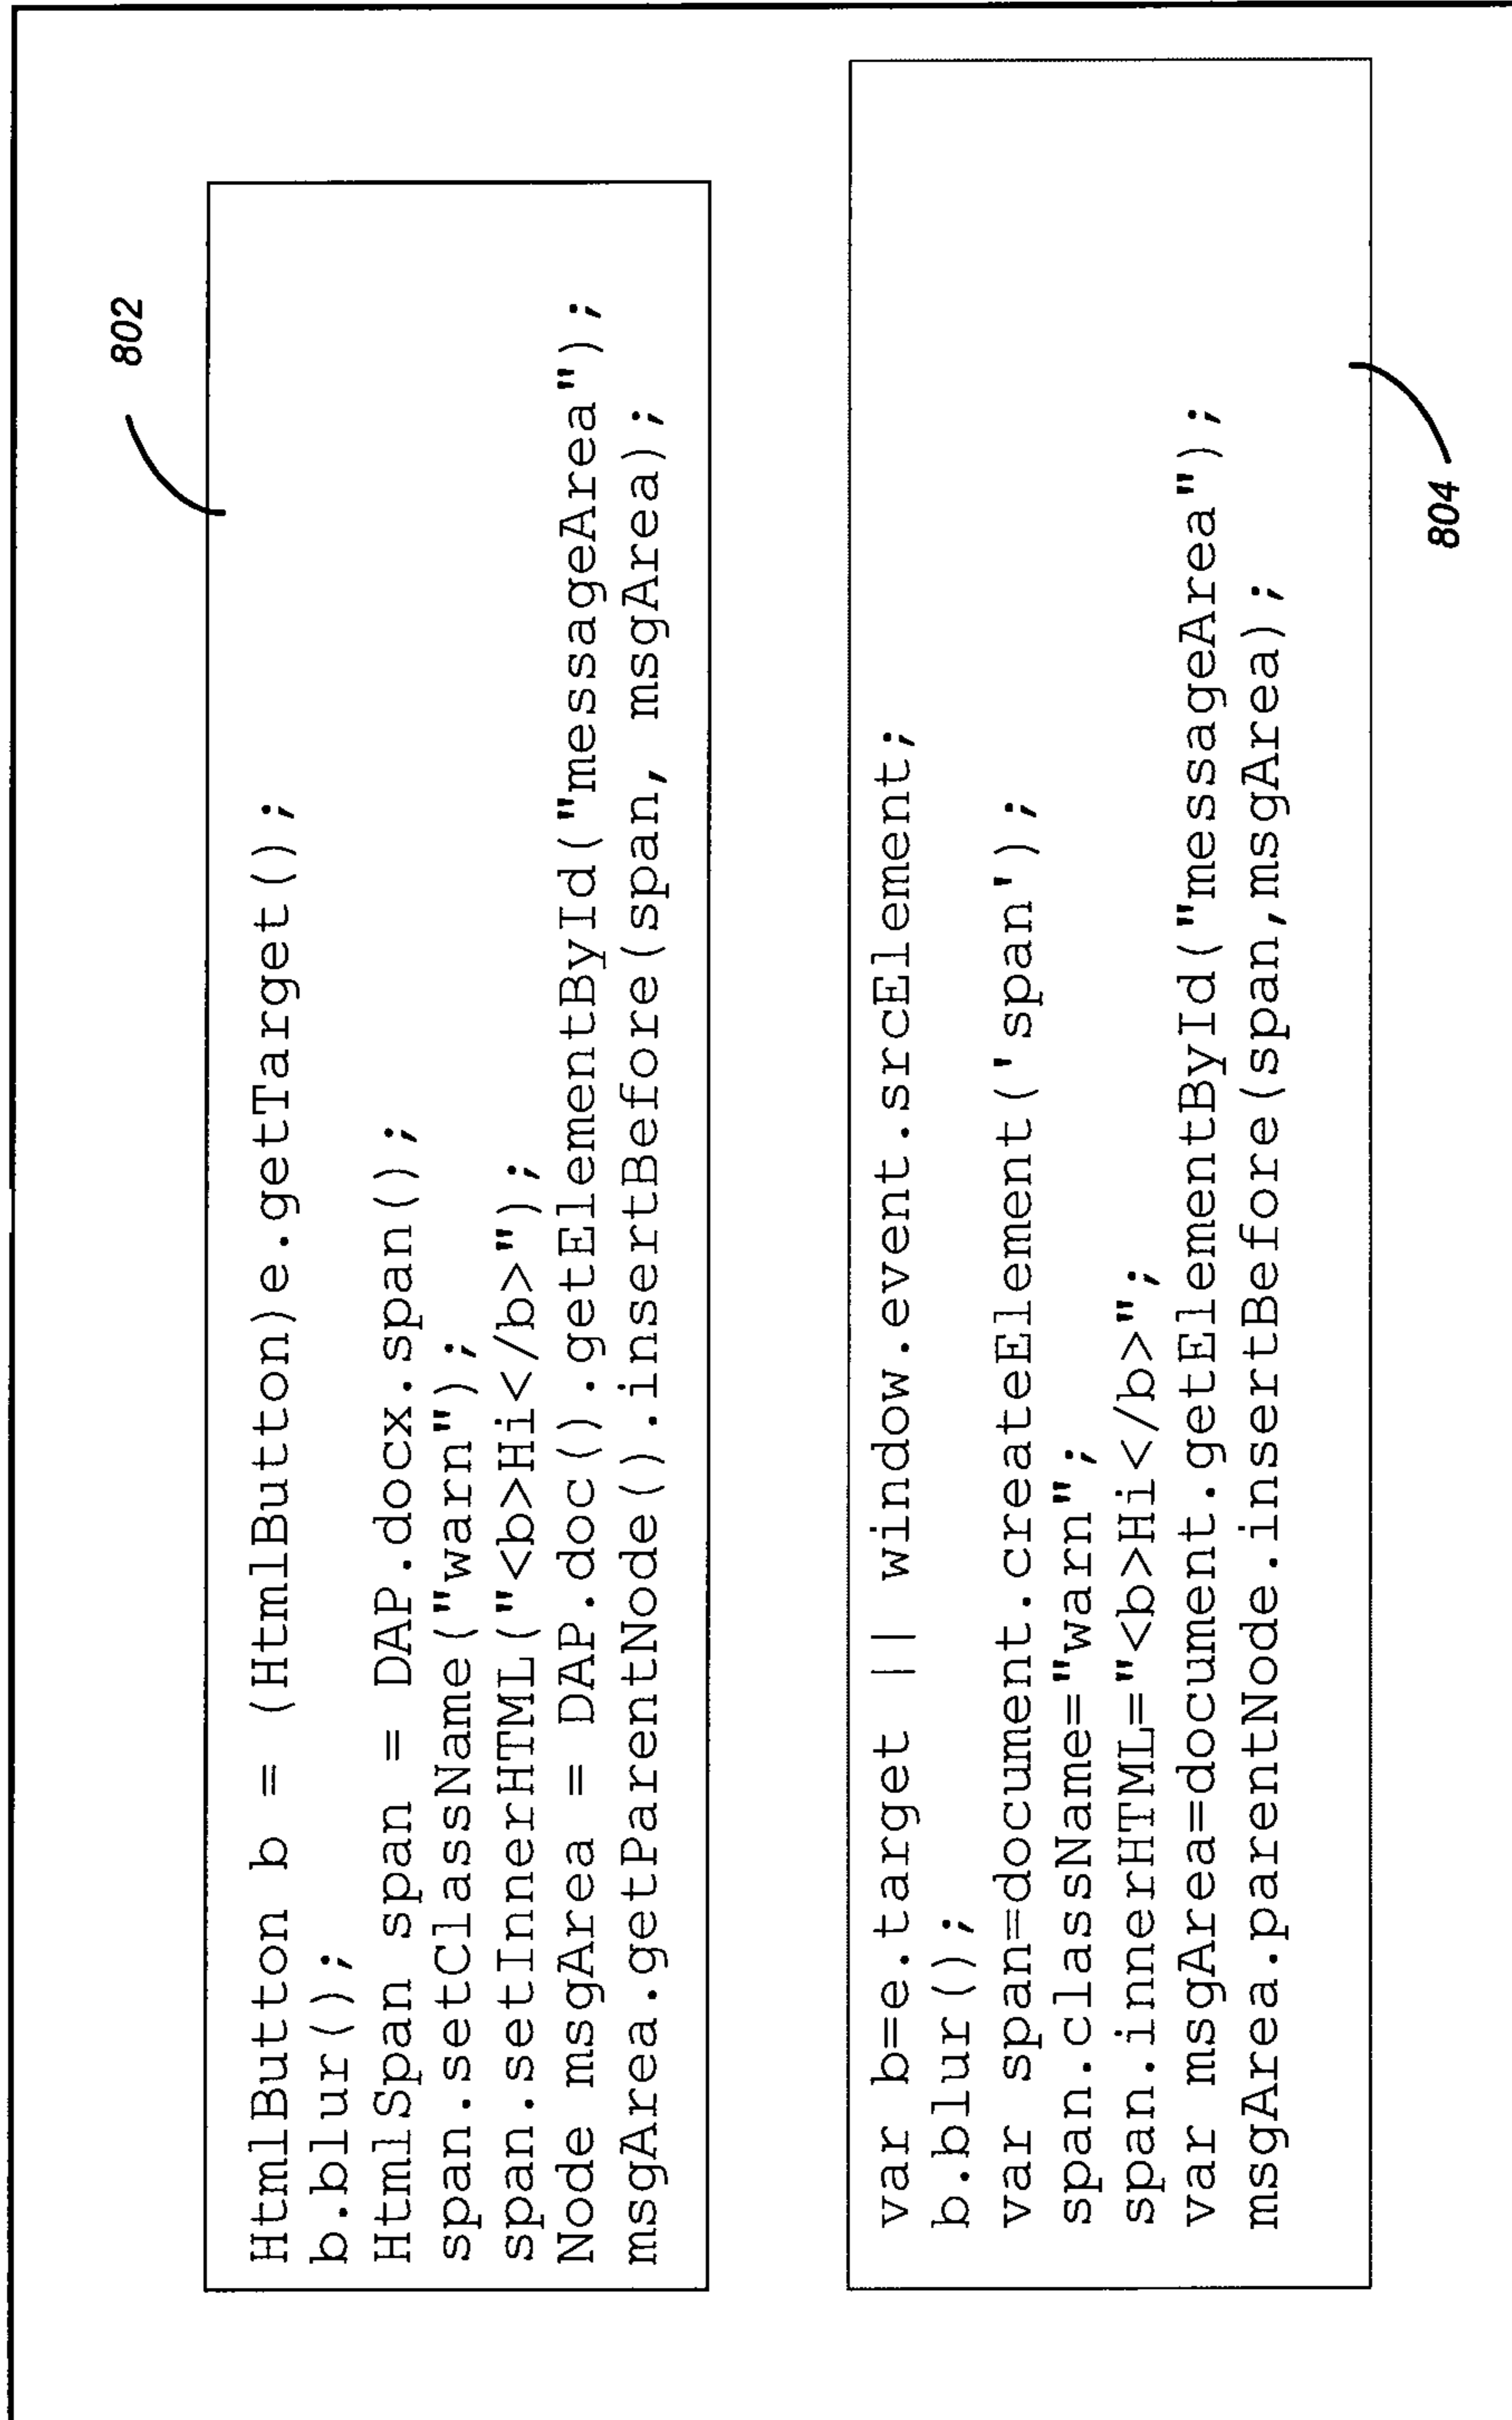 802
HtmlButton b = (HtmlButton)e.getTarget();
b.blur();
HtmlSpan span = DAP.docx.span();
span.setClassName("warn");
span.setInnerHTML("<b>Hi</b>");
Node msgArea = DAP.doc().getElementById("messageArea");
msgArea.getParentNode().insertBefore(span, msgArea);
var b=e.target || window.event.srcElement;
b.blur();
var span=document.createElement('span');
span.className="warn";
span.innerHTML="<b>Hi</b>";
var msgArea=document.getElementById("messageArea");
msgArea.parentNode.insertBefore(span,msgArea);
804